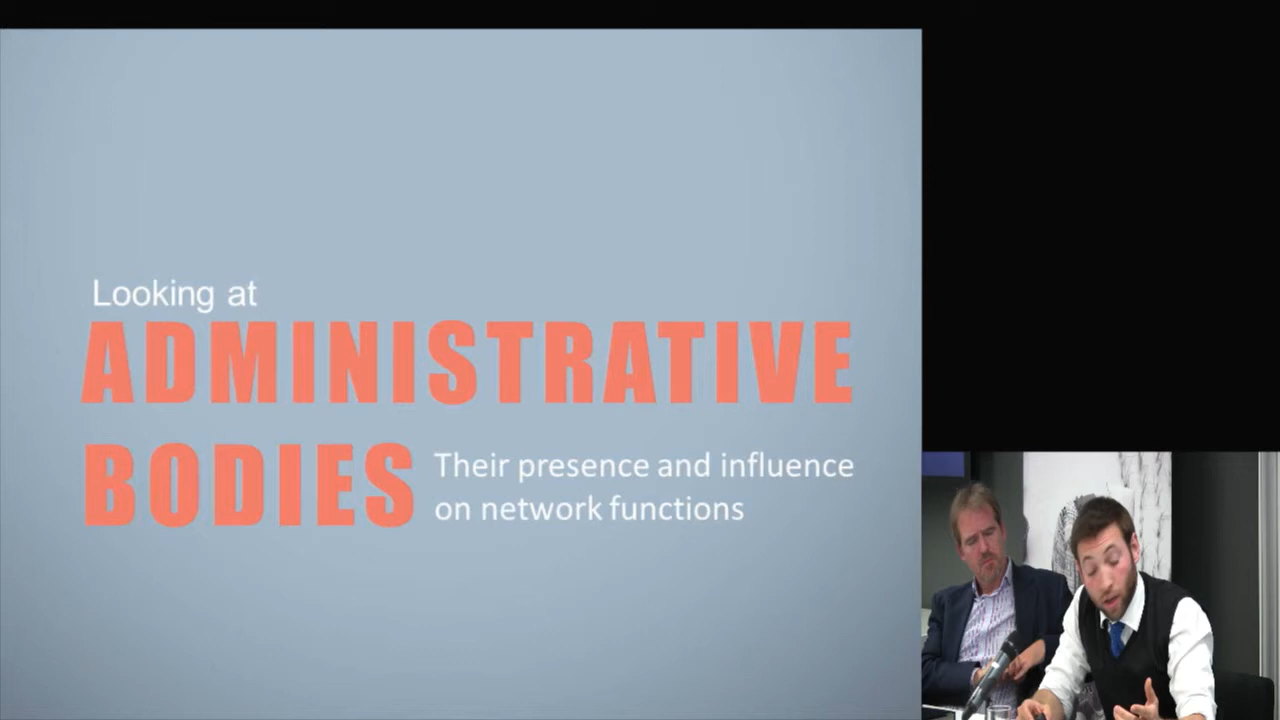 Looking at
ADMINISTRATIVE
BODIES
Their presence and influence
on network functions